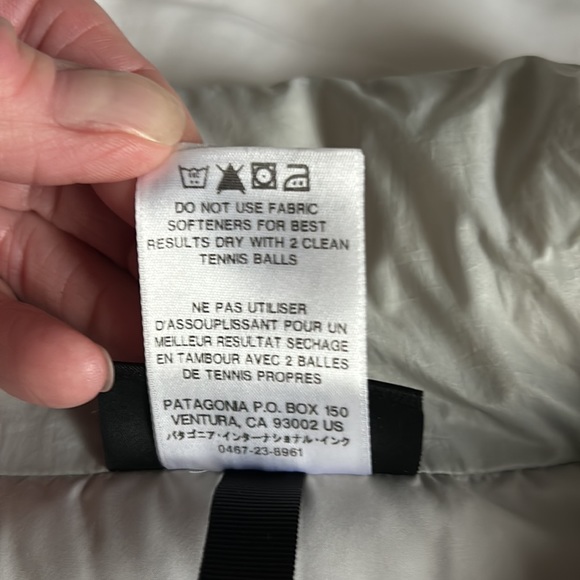 DO NOT USE FABRIC
SOFTENERS FOR BEST
RESULTS DRY WITH 2 CLEAN
TENNIS BALLS
NE PAS UTILISER
D'ASSOUPLISSANT POUR UN
MEILLEUR RESULTAT SECHAGE
EN TAMBOUR AVEC 2 BALLES
DE TENNIS PROPRES
PATAGONIA P.O. BOX 150
VENTURA, CA 93002 US
パタゴニア・インターナショナル・インク
0467-23-8961